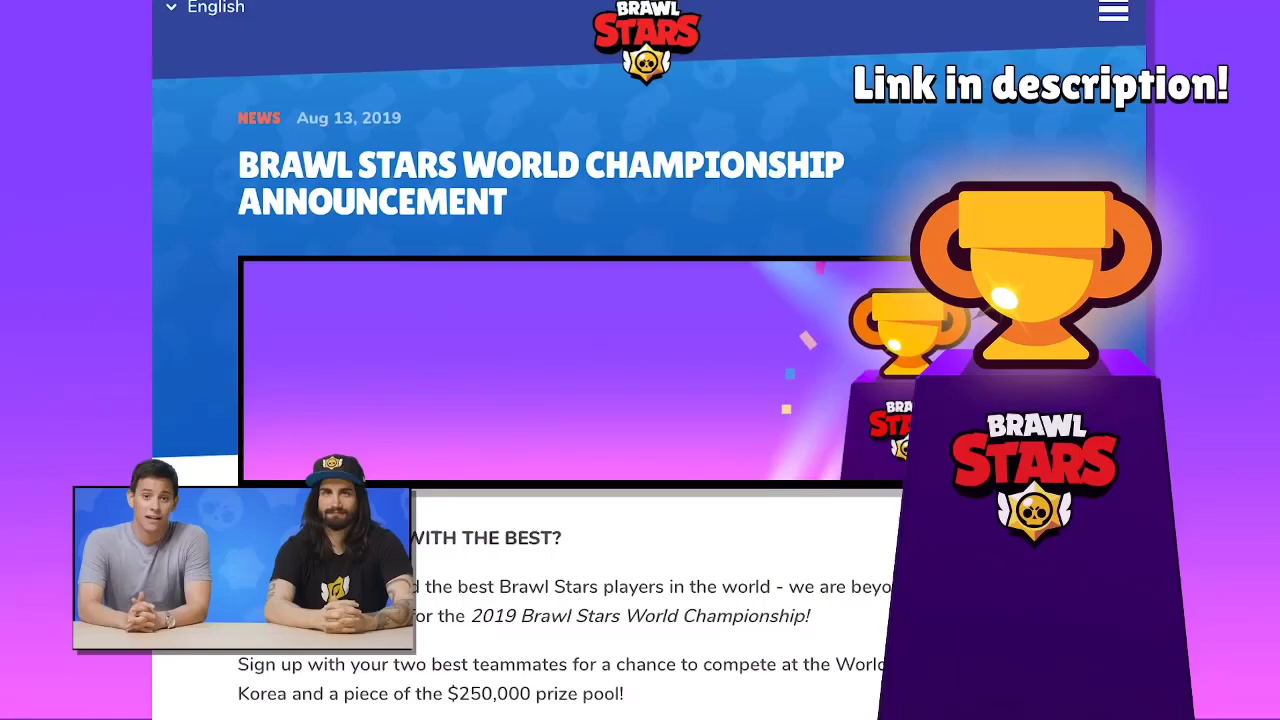 English
BRAWL
STARS
Link in description!
NEWS Aug 13, 2019
BRAWL STARS WORLD CHAMPIONSHIP
ANNOUNCEMENT
BRAWL
STARS
WITH THE BEST?
the best Brawl Stars players in the world - we are
for the 2019 Brawl Stars World Championship!
Sign up with your two best teammates for a chance to compete at the World
Korea and a piece of the $250,000 prize pool!